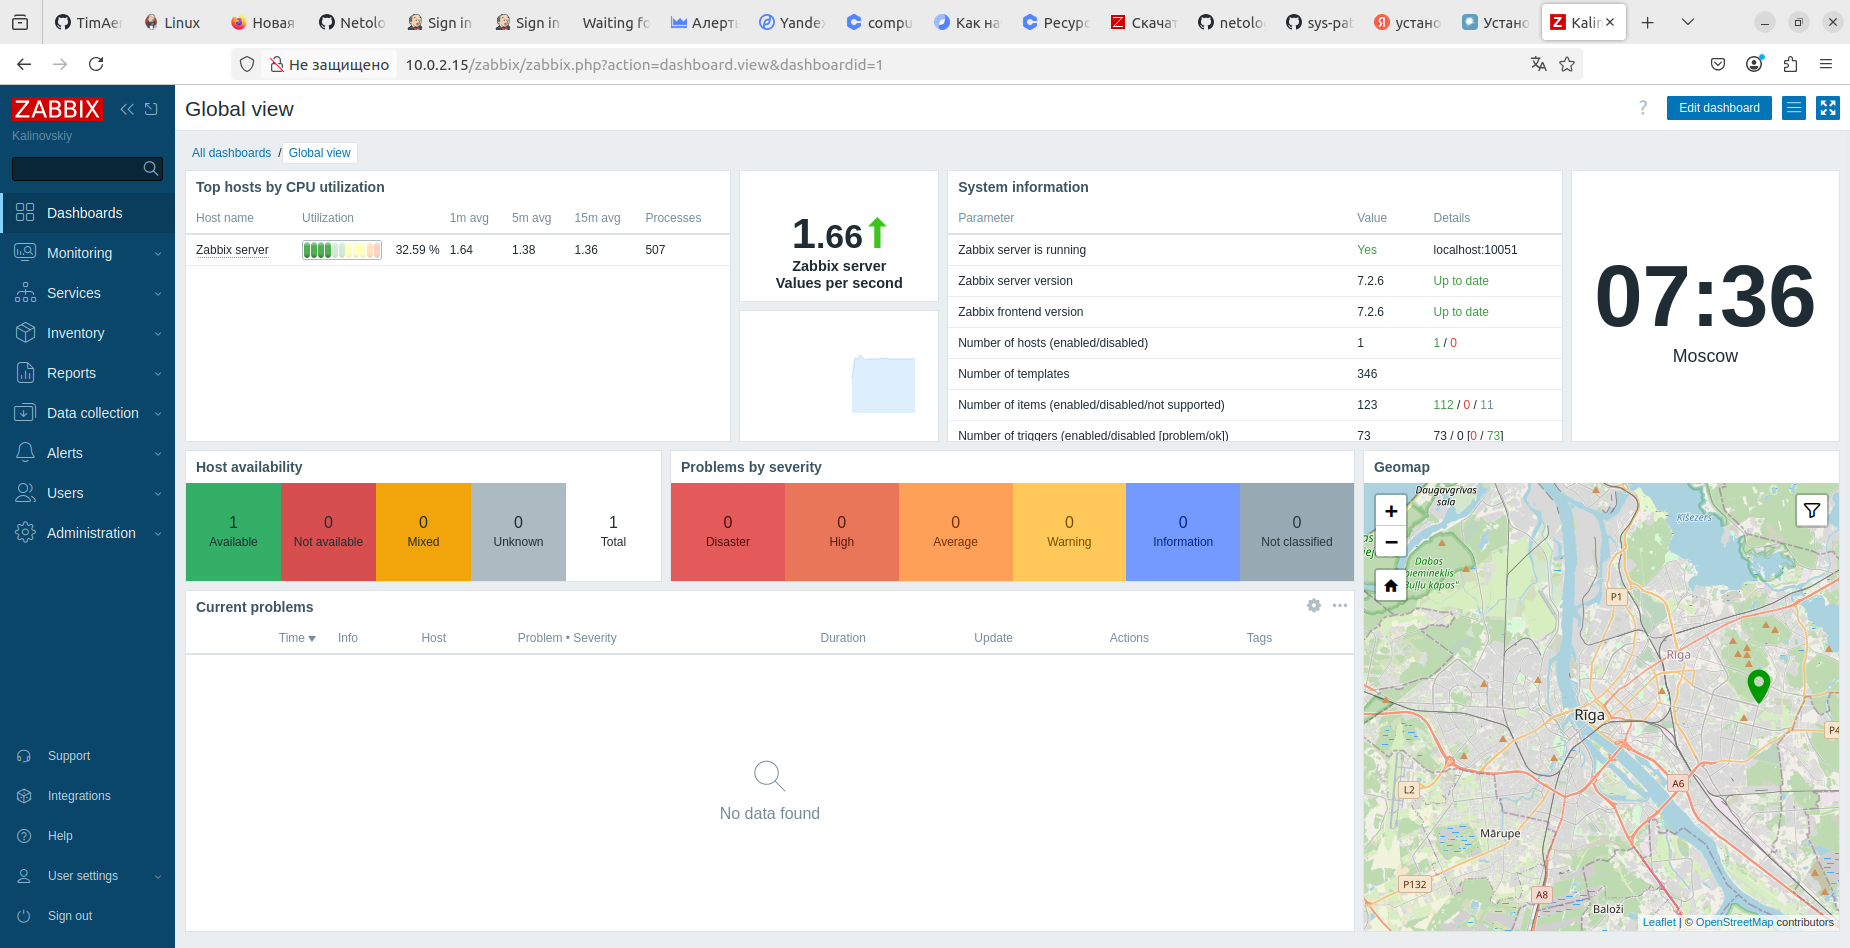 TimAe
Linux
Новая
Netolo
Sign in
Sign in
Waiting fo
Алерты
Yandex
compu
Как на
Ресурс
Скачат
netolo
sys-pat
устано
Устано
Kalin
Не защищено
10.0.2.15/zabbix/zabbix.php?action=dashboard.view&dashboardid=1
ZABBIX
Kalinovskiy
Dashboards
Monitoring
Services
Inventory
Reports
Data collection
Alerts
Users
Administration
Support
Integrations
Help
User settings
Sign out
Global view
?
Edit dashboard
All dashboards / Global view
Top hosts by CPU utilization
Host name Utilization 1m avg 5m avg 15m avg Processes
Zabbix server 32.59 % 1.64 1.38 1.36 507
1.66
Zabbix server
Values per second
System information
Parameter Value Details
Zabbix server is running Yes localhost:10051
Zabbix server version 7.2.6 Up to date
Zabbix frontend version 7.2.6 Up to date
Number of hosts (enabled/disabled) 1 1 / 0
Number of templates 346
Number of items (enabled/disabled/not supported) 123 112 / 0 / 11
Number of triggers (enabled/disabled [problem/ok]) 73 73 / 0 [0 / 73]
07:36
Moscow
Host availability
1 Available
0 Not available
0 Mixed
0 Unknown
1 Total
Problems by severity
0 Disaster
0 High
0 Average
0 Warning
0 Information
0 Not classified
Current problems
Time Info Host Problem • Severity Duration Update Actions Tags
No data found
Geomap
+
−
Daugavgrīvas
sala
Ķīšezers
Dabas
piemineklis
"Buļļu kāpas"
P1
Rīga
Rīga
P4
A6
L2
Mārupe
P132
A8
Baloži
Leaflet | © OpenStreetMap contributors